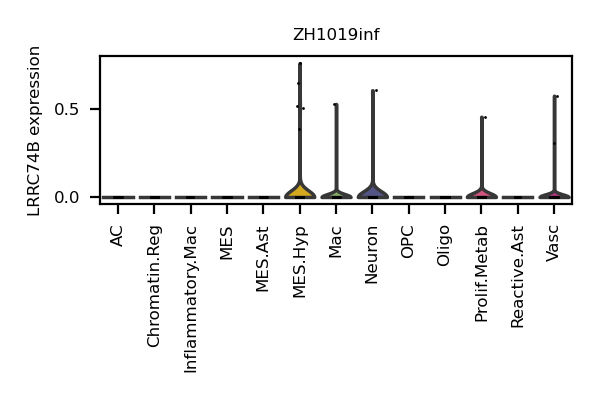 ZH1019inf
LRRC74B expression
0.5
0.0
AC
Chromatin.Reg
Inflammatory.Mac
MES
MES.Ast
MES.Hyp
Mac
Neuron
OPC
Oligo
Prolif.Metab
Reactive.Ast
Vasc